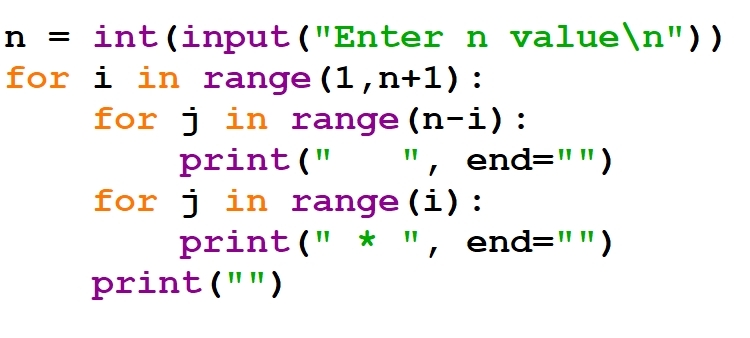 n = int(input("Enter n value\n"))
for i in range(1,n+1):
    for j in range(n-i):
        print("   ", end="")
    for j in range(i):
        print(" * ", end="")
    print("")